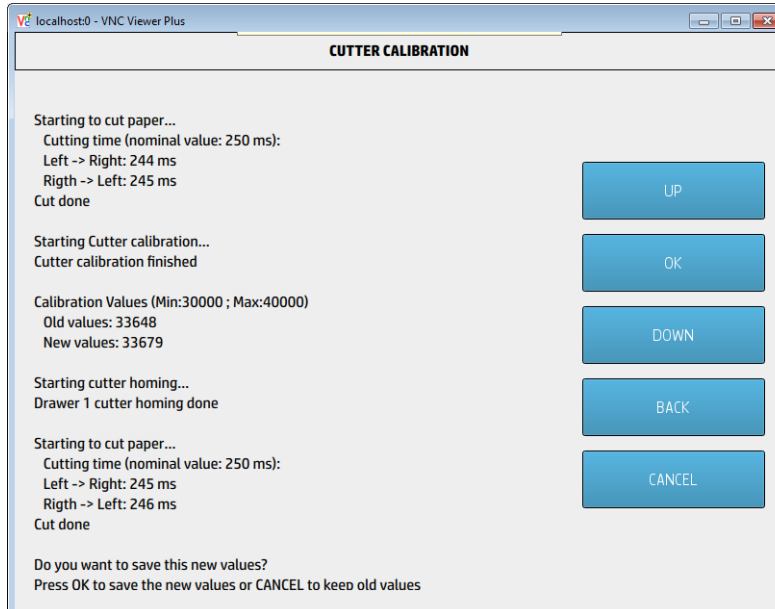 localhost:0 - VNC Viewer Plus
CUTTER CALIBRATION
Starting to cut paper...
Cutting time (nominal value: 250 ms):
Left -> Right: 244 ms
Rigth -> Left: 245 ms
Cut done
Starting Cutter calibration...
Cutter calibration finished
Calibration Values (Min:30000 ; Max:40000)
Old values: 33648
New values: 33679
Starting cutter homing...
Drawer 1 cutter homing done
Starting to cut paper...
Cutting time (nominal value: 250 ms):
Left -> Right: 245 ms
Rigth -> Left: 246 ms
Cut done
Do you want to save this new values?
Press OK to save the new values or CANCEL to keep old values
UP
OK
DOWN
BACK
CANCEL